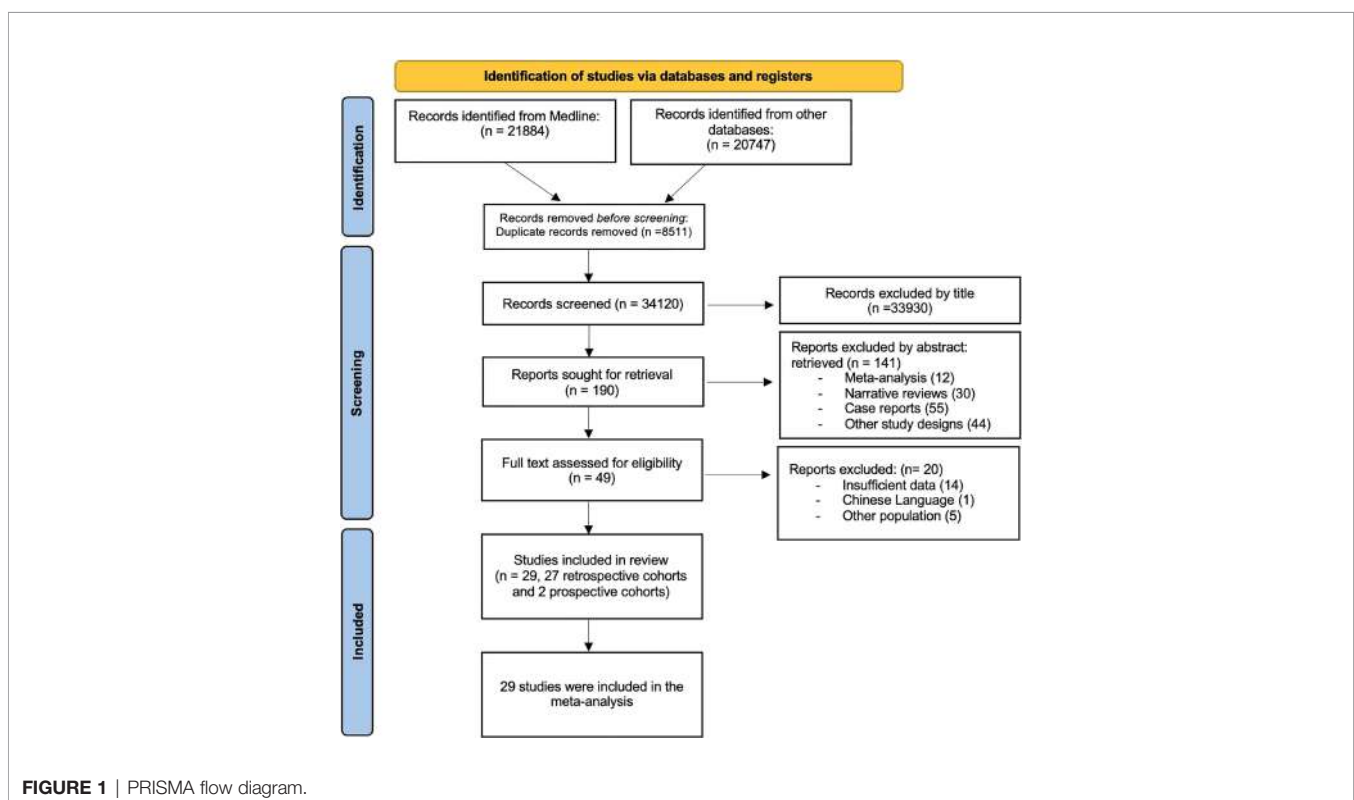 Identification of studies via databases and registers
Identification
Records identified from Medline:
(n = 21884)
Records identified from other
databases:
(n = 20747)
Records removed before screening:
Duplicate records removed (n =8511)
Screening
Records screened (n = 34120)
Records excluded by title
(n =33930)
Reports sought for retrieval
(n = 190)
Reports excluded by abstract:
retrieved (n = 141)
- Meta-analysis (12)
- Narrative reviews (30)
- Case reports (55)
- Other study designs (44)
Full text assessed for eligibility
(n = 49)
Reports excluded: (n= 20)
- Insufficient data (14)
- Chinese Language (1)
- Other population (5)
Included
Studies included in review
(n = 29, 27 retrospective cohorts
and 2 prospective cohorts)
29 studies were included in the
meta-analysis
FIGURE 1 | PRISMA flow diagram.